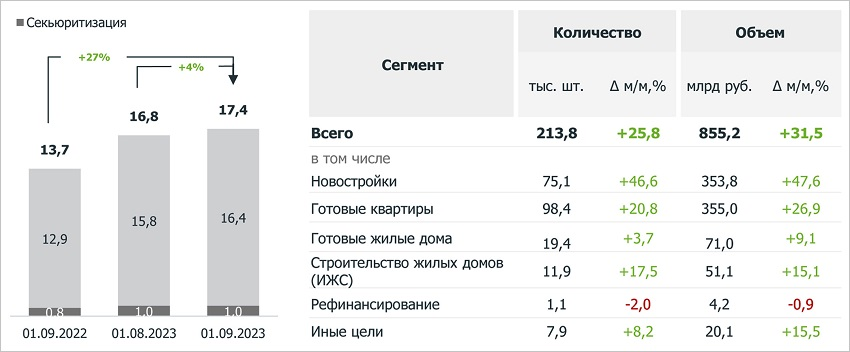 Секьюритизация
+27%
+4%
13,7
16,8
17,4
12,9
15,8
16,4
0,8
1,0
1,0
01.09.2022
01.08.2023
01.09.2023
Сегмент
Количество
Объем
тыс. шт.
Δ м/м,%
млрд руб.
Δ м/м,%
Всего 213,8 +25,8 855,2 +31,5
в том числе
Новостройки 75,1 +46,6 353,8 +47,6
Готовые квартиры 98,4 +20,8 355,0 +26,9
Готовые жилые дома 19,4 +3,7 71,0 +9,1
Строительство жилых домов
(ИЖС) 11,9 +17,5 51,1 +15,1
Рефинансирование 1,1 -2,0 4,2 -0,9
Иные цели 7,9 +8,2 20,1 +15,5